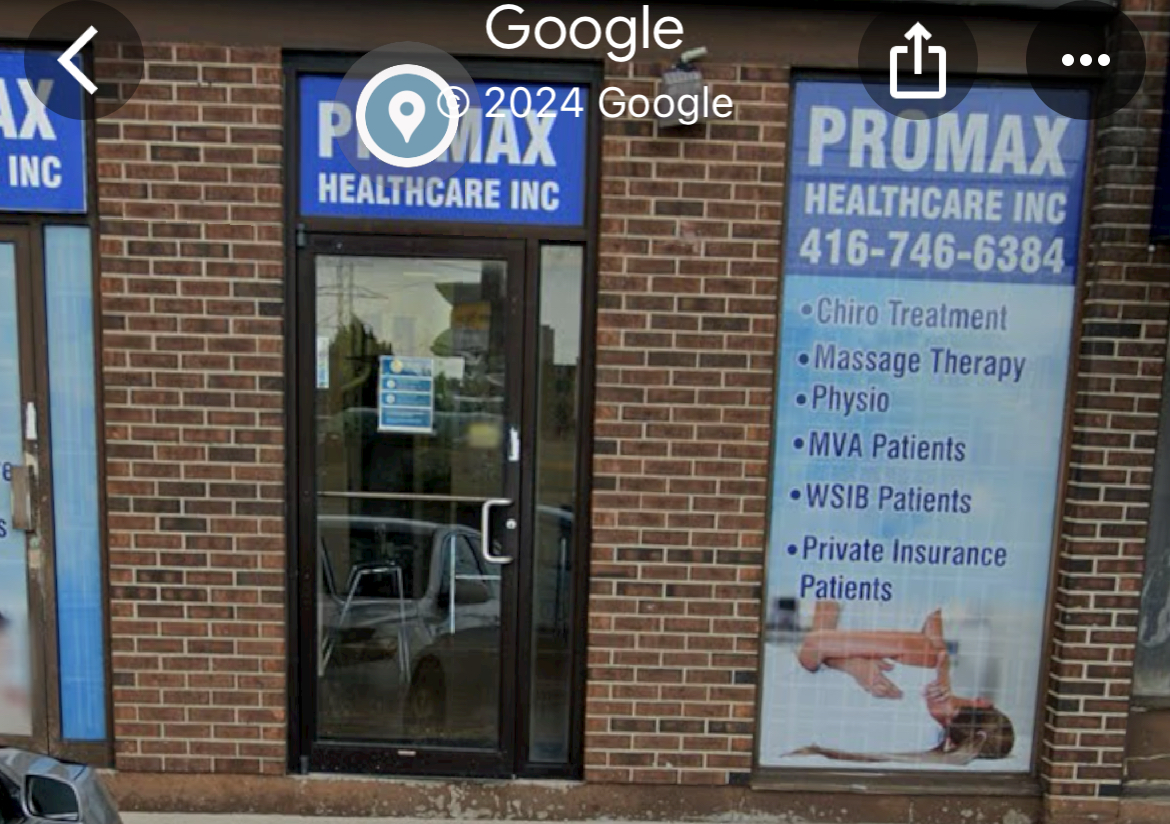 Google
© 2024 Google
AX
INC
PROMAX
HEALTHCARE INC
PROMAX
HEALTHCARE INC
416-746-6384
•Chiro Treatment
•Massage Therapy
•Physio
•MVA Patients
•WSIB Patients
•Private Insurance
Patients